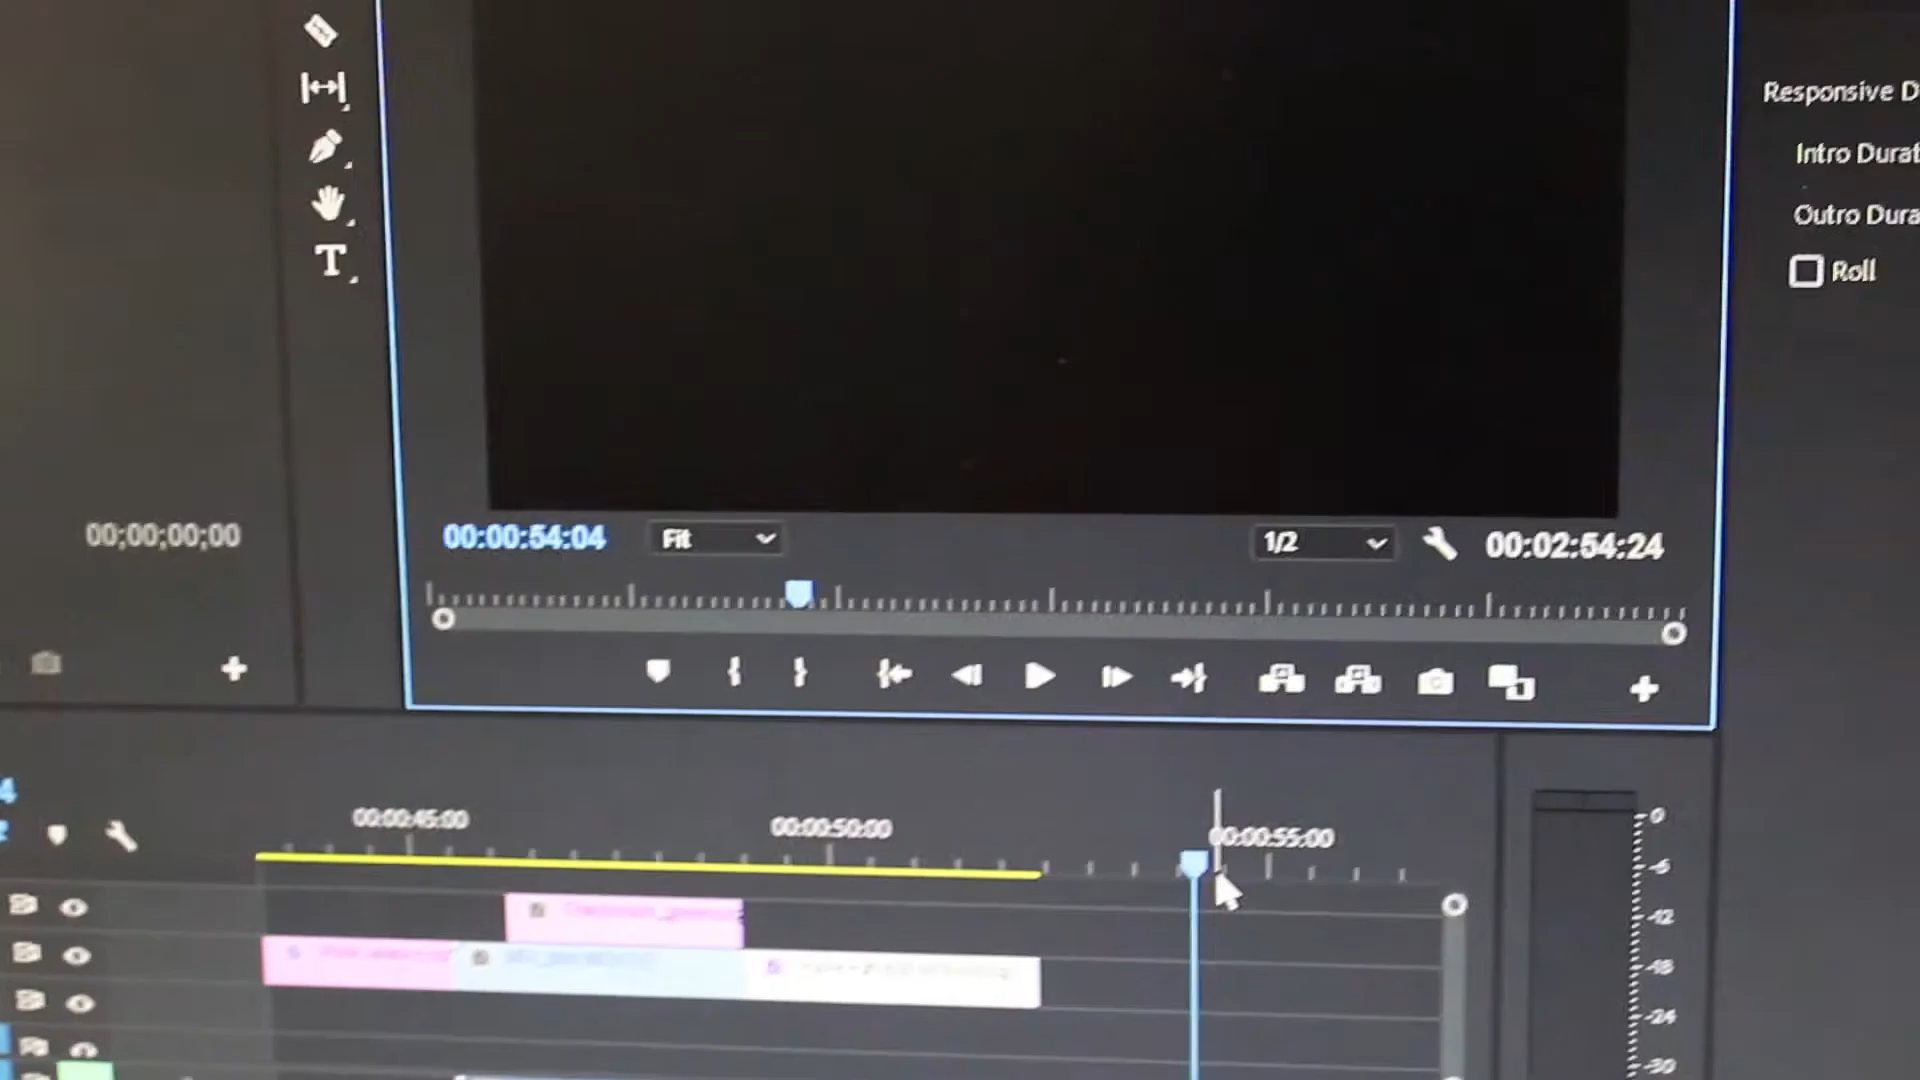 Responsive D
Intro Durat
Outro Dura
Roll
T
00;00;00;00
00:00:54:04
Fit
1/2
00:02:54:24
4
00:00:45:00
00:00:50:00
00:00:55:00
0
-6
-12
-18
-24
-30